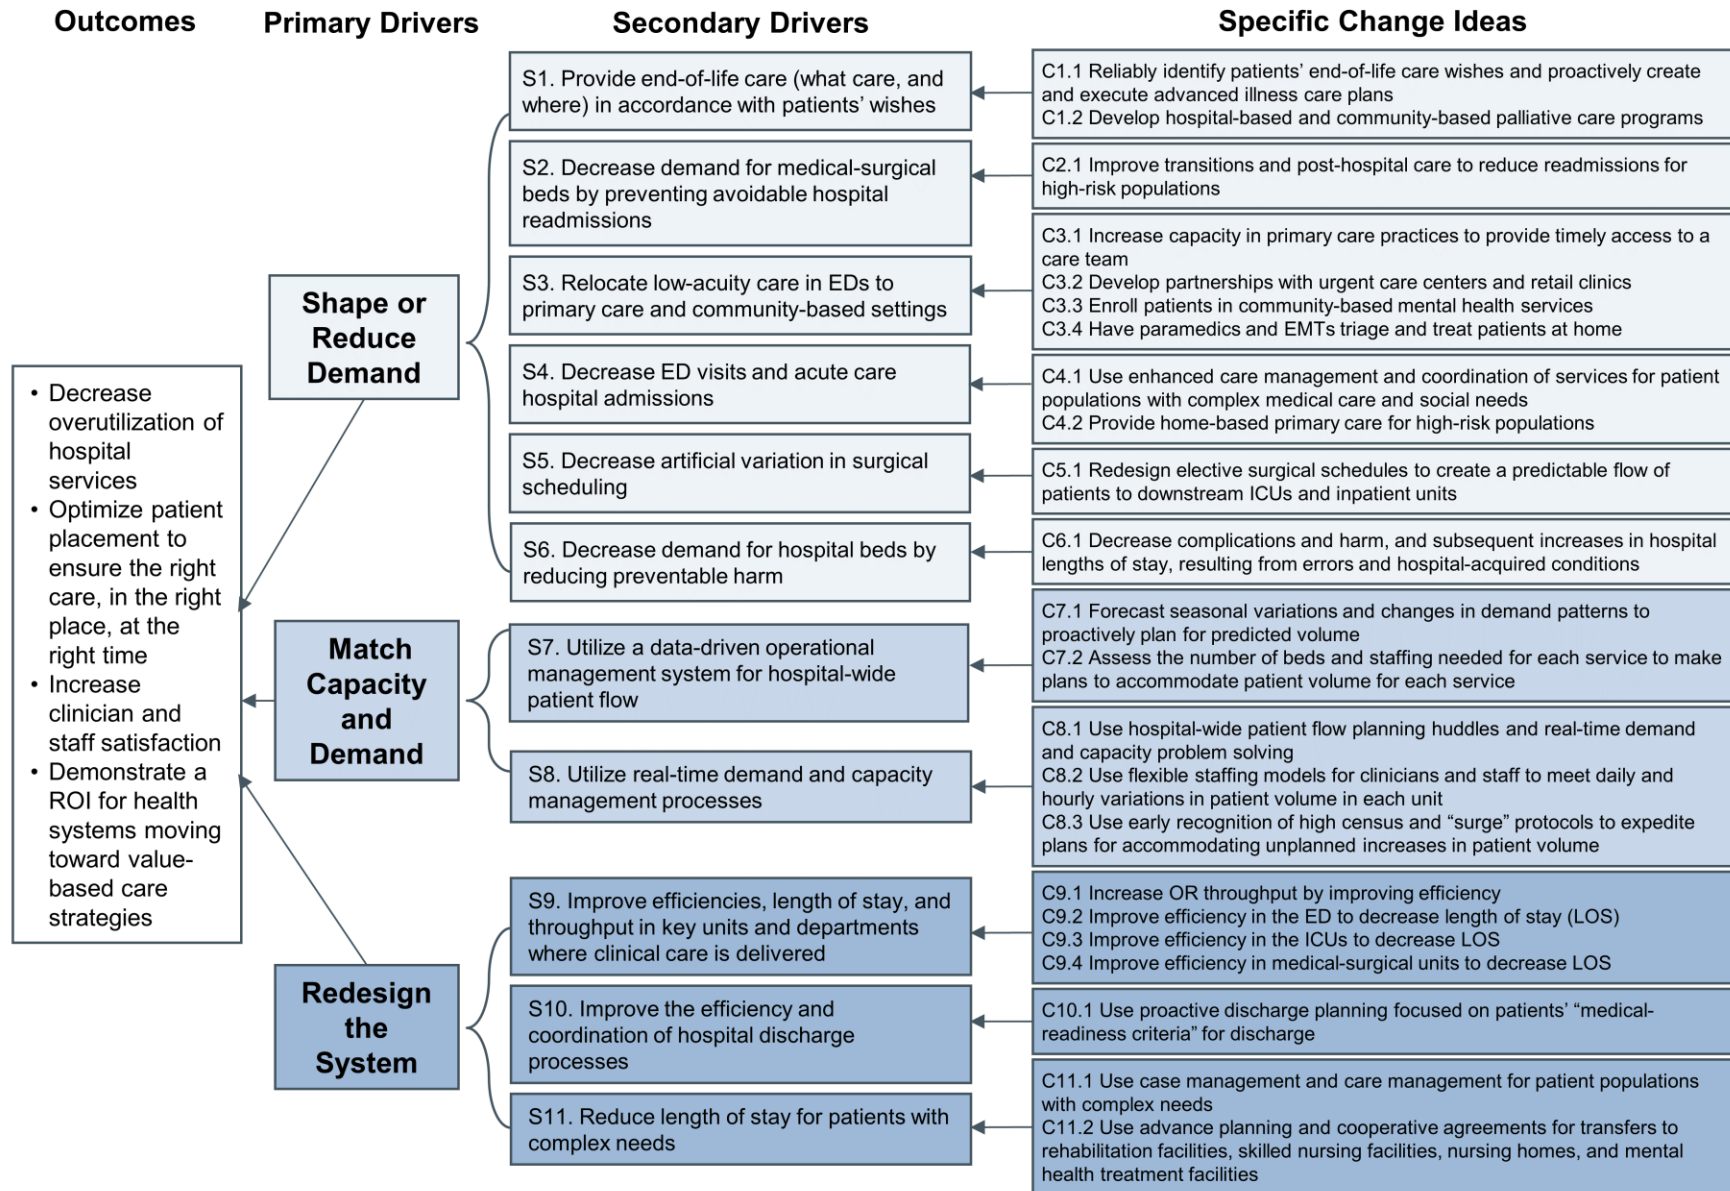 Outcomes
Primary Drivers
Secondary Drivers
Specific Change Ideas
• Decrease
overutilization of
hospital
services
• Optimize patient
placement to
ensure the right
care, in the right
place, at the
right time
• Increase
clinician and
staff satisfaction
• Demonstrate a
ROI for health
systems moving
toward value-
based care
strategies
Shape or
Reduce
Demand
S1. Provide end-of-life care (what care, and
where) in accordance with patients’ wishes
C1.1 Reliably identify patients’ end-of-life care wishes and proactively create
and execute advanced illness care plans
C1.2 Develop hospital-based and community-based palliative care programs
S2. Decrease demand for medical-surgical
beds by preventing avoidable hospital
readmissions
C2.1 Improve transitions and post-hospital care to reduce readmissions for
high-risk populations
S3. Relocate low-acuity care in EDs to
primary care and community-based settings
C3.1 Increase capacity in primary care practices to provide timely access to a
care team
C3.2 Develop partnerships with urgent care centers and retail clinics
C3.3 Enroll patients in community-based mental health services
C3.4 Have paramedics and EMTs triage and treat patients at home
S4. Decrease ED visits and acute care
hospital admissions
C4.1 Use enhanced care management and coordination of services for patient
populations with complex medical care and social needs
C4.2 Provide home-based primary care for high-risk populations
S5. Decrease artificial variation in surgical
scheduling
C5.1 Redesign elective surgical schedules to create a predictable flow of
patients to downstream ICUs and inpatient units
S6. Decrease demand for hospital beds by
reducing preventable harm
C6.1 Decrease complications and harm, and subsequent increases in hospital
lengths of stay, resulting from errors and hospital-acquired conditions
Match
Capacity
and
Demand
S7. Utilize a data-driven operational
management system for hospital-wide
patient flow
C7.1 Forecast seasonal variations and changes in demand patterns to
proactively plan for predicted volume
C7.2 Assess the number of beds and staffing needed for each service to make
plans to accommodate patient volume for each service
S8. Utilize real-time demand and capacity
management processes
C8.1 Use hospital-wide patient flow planning huddles and real-time demand
and capacity problem solving
C8.2 Use flexible staffing models for clinicians and staff to meet daily and
hourly variations in patient volume in each unit
C8.3 Use early recognition of high census and “surge” protocols to expedite
plans for accommodating unplanned increases in patient volume
Redesign
the
System
S9. Improve efficiencies, length of stay, and
throughput in key units and departments
where clinical care is delivered
C9.1 Increase OR throughput by improving efficiency
C9.2 Improve efficiency in the ED to decrease length of stay (LOS)
C9.3 Improve efficiency in the ICUs to decrease LOS
C9.4 Improve efficiency in medical-surgical units to decrease LOS
S10. Improve the efficiency and
coordination of hospital discharge
processes
C10.1 Use proactive discharge planning focused on patients’ “medical-
readiness criteria” for discharge
S11. Reduce length of stay for patients with
complex needs
C11.1 Use case management and care management for patient populations
with complex needs
C11.2 Use advance planning and cooperative agreements for transfers to
rehabilitation facilities, skilled nursing facilities, nursing homes, and mental
health treatment facilities